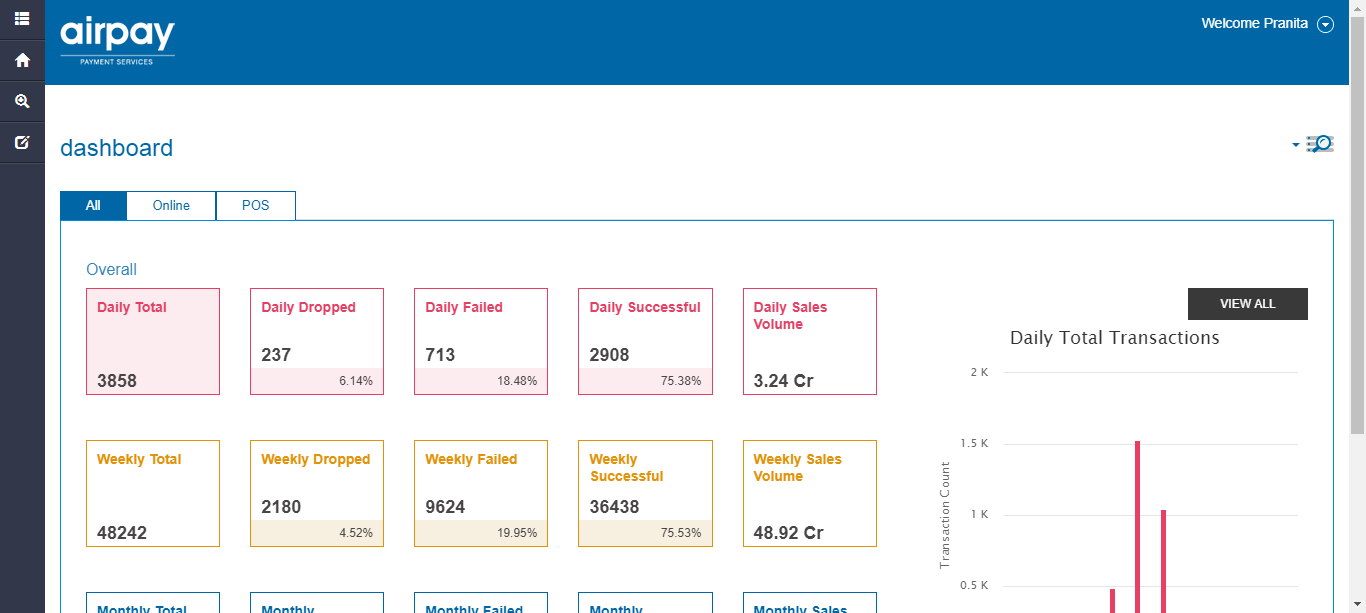 airpay
PAYMENT SERVICES
Welcome Pranita
dashboard
All
Online
POS
Overall
Daily Total
3858
Daily Dropped
237
6.14%
Daily Failed
713
18.48%
Daily Successful
2908
75.38%
Daily Sales
Volume
3.24 Cr
Weekly Total
48242
Weekly Dropped
2180
4.52%
Weekly Failed
9624
19.95%
Weekly
Successful
36438
75.53%
Weekly Sales
Volume
48.92 Cr
Monthly Total
Monthly
Monthly Failed
Monthly
Monthly Sales
VIEW ALL
Daily Total Transactions
2 K
1.5 K
1 K
0.5 K
Transaction Count